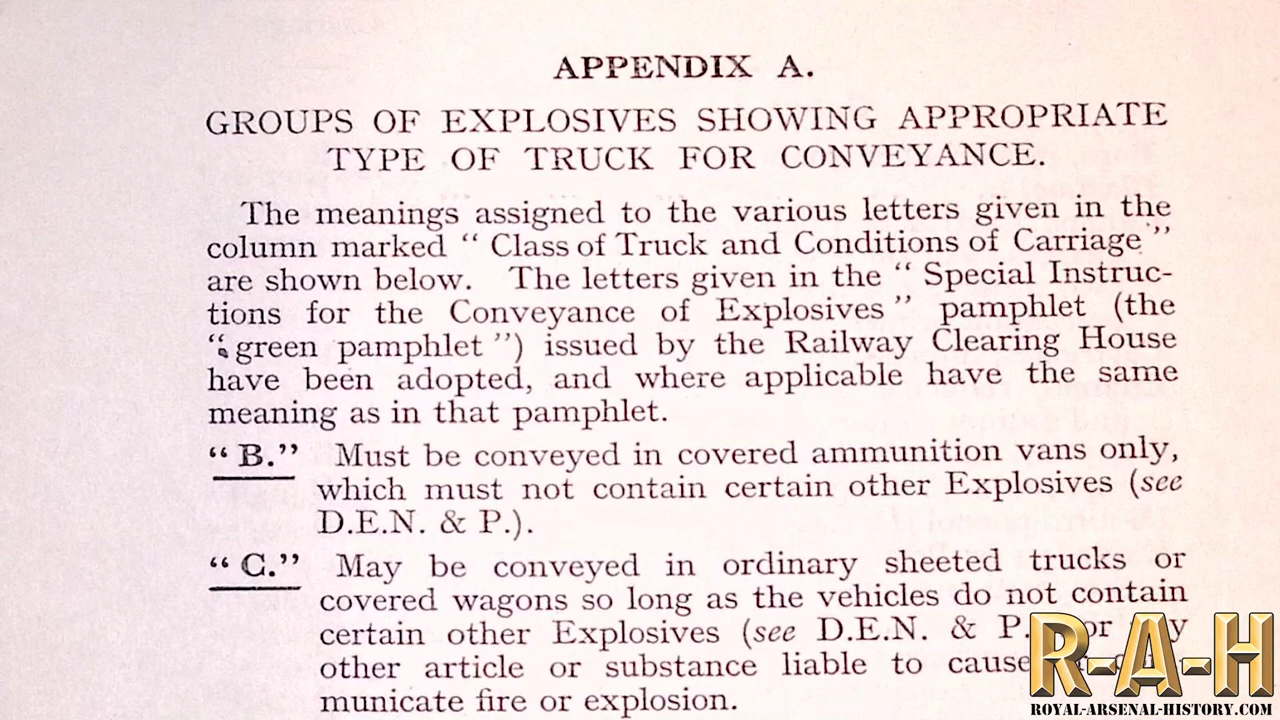 APPENDIX A.
GROUPS OF EXPLOSIVES SHOWING APPROPRIATE
TYPE OF TRUCK FOR CONVEYANCE.
The meanings assigned to the various letters given in the
column marked “ Class of Truck and Conditions of Carriage ”
are shown below. The letters given in the “ Special Instruc-
tions for the Conveyance of Explosives ” pamphlet (the
“ green pamphlet ”) issued by the Railway Clearing House
have been adopted, and where applicable have the same
meaning as in that pamphlet.
“ B.” Must be conveyed in covered ammunition vans only,
which must not contain certain other Explosives (see
D.E.N. & P.).
“ C.” May be conveyed in ordinary sheeted trucks or
covered wagons so long as the vehicles do not contain
certain other Explosives (see D.E.N. & P. or
other article or substance liable to cause
municate fire or explosion.
R-A-H
ROYAL-ARSENAL-HISTORY.COM